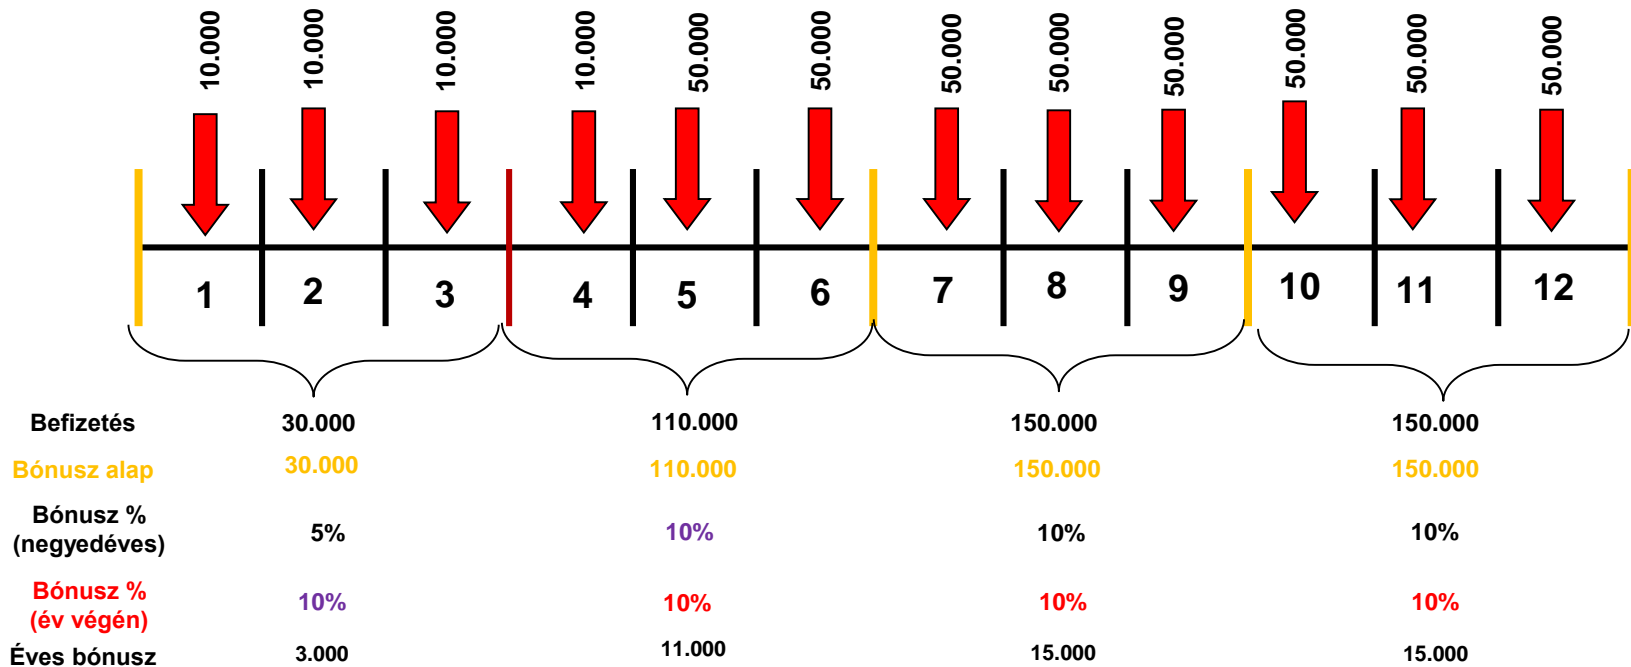 10.000 10.000 10.000 10.000 50.000 50.000 50.000 50.000 50.000 50.000 50.000 50.000
1 2 3 4 5 6 7 8 9 10 11 12
Befizetés 30.000 110.000 150.000 150.000
Bónusz alap 30.000 110.000 150.000 150.000
Bónusz %
(negyedéves) 5% 10% 10% 10%
Bónusz %
(év végén) 10% 10% 10% 10%
Éves bónusz 3.000 11.000 15.000 15.000